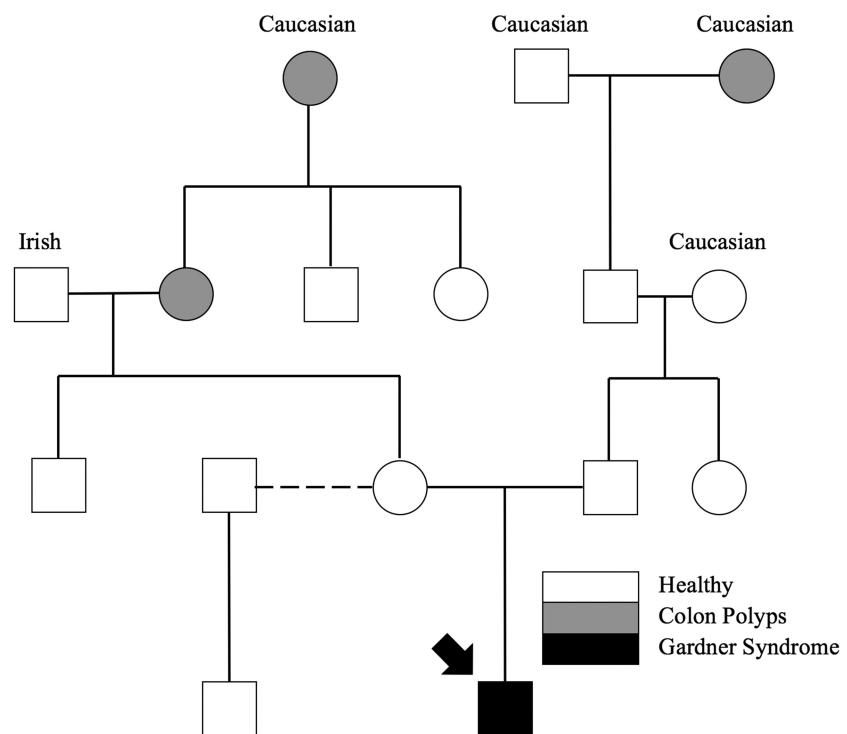 Caucasian
Caucasian
Caucasian
Irish
Caucasian
Healthy
Colon Polyps
Gardner Syndrome